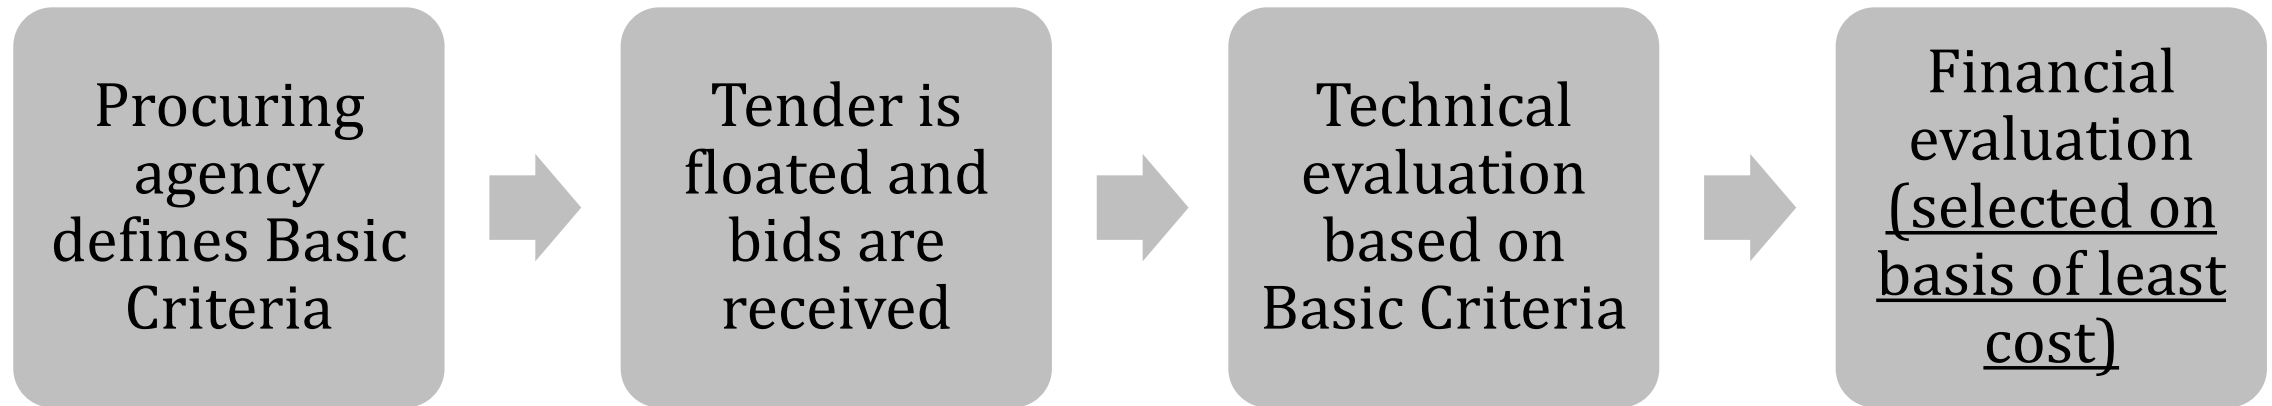 Procuring
agency
defines Basic
Criteria
Tender is
floated and
bids are
received
Technical
evaluation
based on
Basic Criteria
Financial
evaluation
(selected on
basis of least
cost)